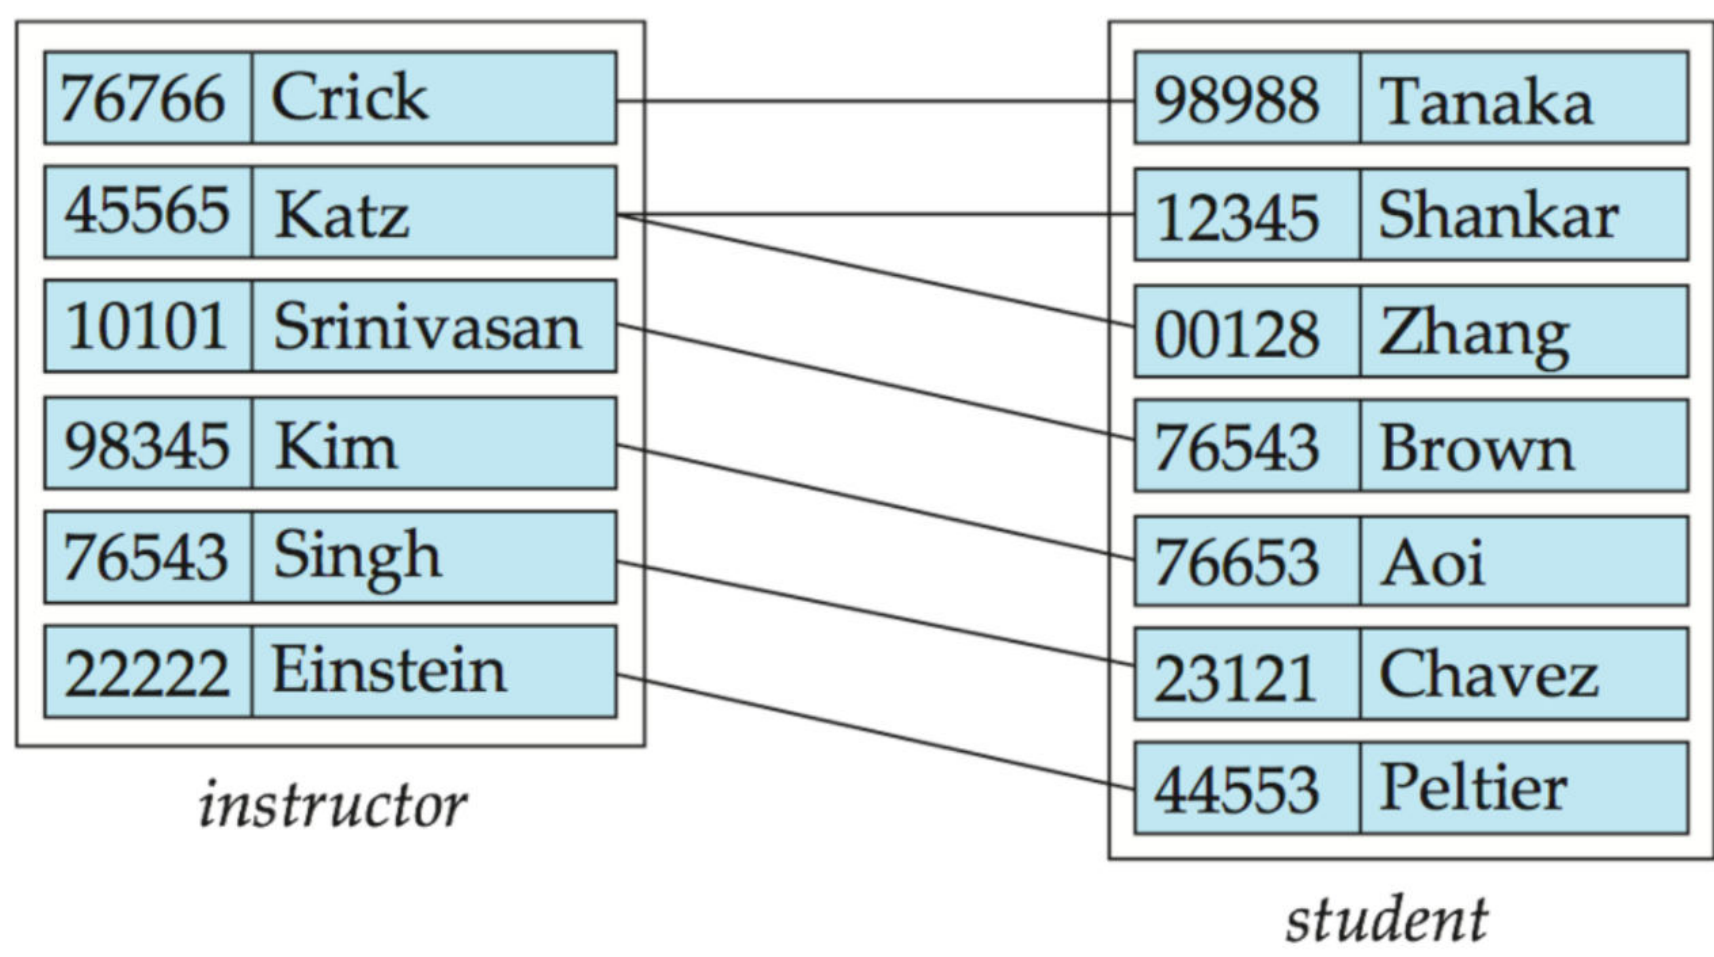 76766 Crick
45565 Katz
10101 Srinivasan
98345 Kim
76543 Singh
22222 Einstein
instructor
98988 Tanaka
12345 Shankar
00128 Zhang
76543 Brown
76653 Aoi
23121 Chavez
44553 Peltier
student